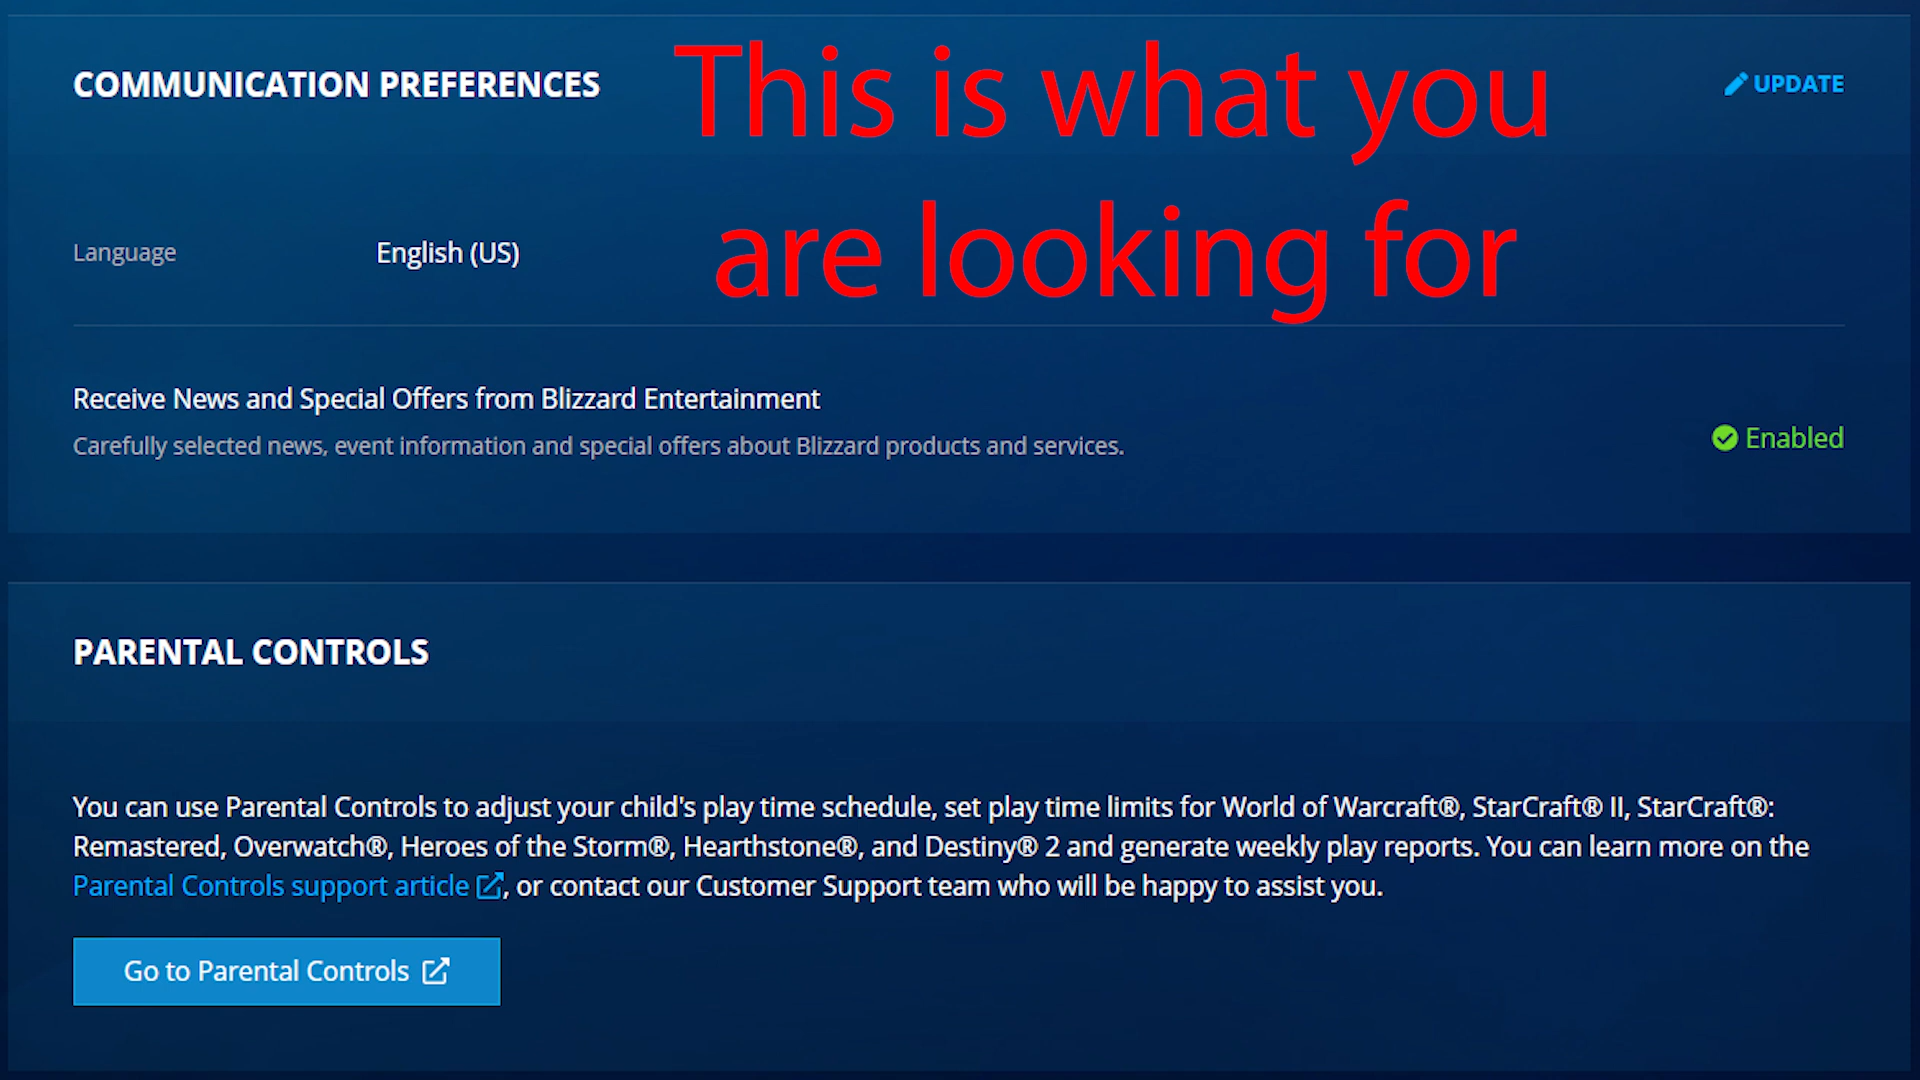 COMMUNICATION PREFERENCES
This is what you
are looking for
UPDATE
Language English (US)
Receive News and Special Offers from Blizzard Entertainment
Carefully selected news, event information and special offers about Blizzard products and services.
Enabled
PARENTAL CONTROLS
You can use Parental Controls to adjust your child's play time schedule, set play time limits for World of Warcraft®, StarCraft® II, StarCraft®:
Remastered, Overwatch®, Heroes of the Storm®, Hearthstone®, and Destiny® 2 and generate weekly play reports. You can learn more on the
Parental Controls support article, or contact our Customer Support team who will be happy to assist you.
Go to Parental Controls